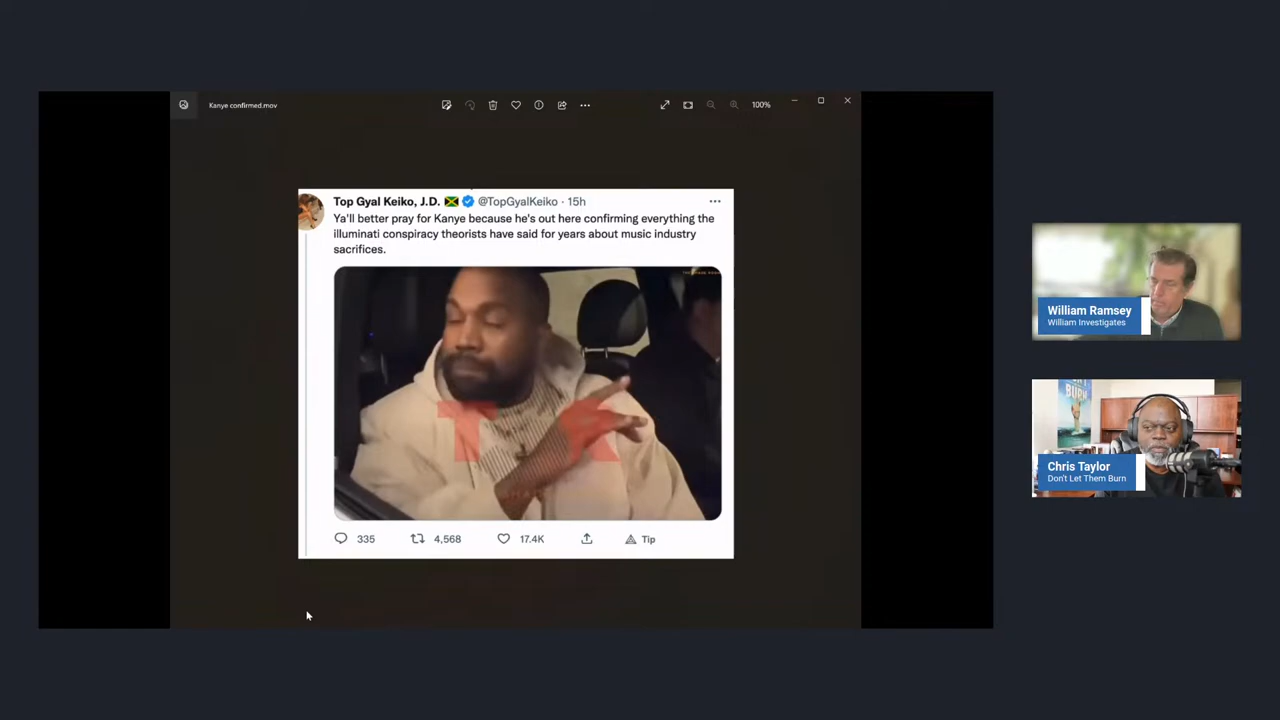 Kanye confirmed.mov
100%
Top Gyal Keiko, J.D. @TopGyalKeiko · 15h
Ya'll better pray for Kanye because he's out here confirming everything the
illuminati conspiracy theorists have said for years about music industry
sacrifices.
335
4,568
17.4K
Tip
William Ramsey
William Investigates
BURN
Chris Taylor
Don't Let Them Burn